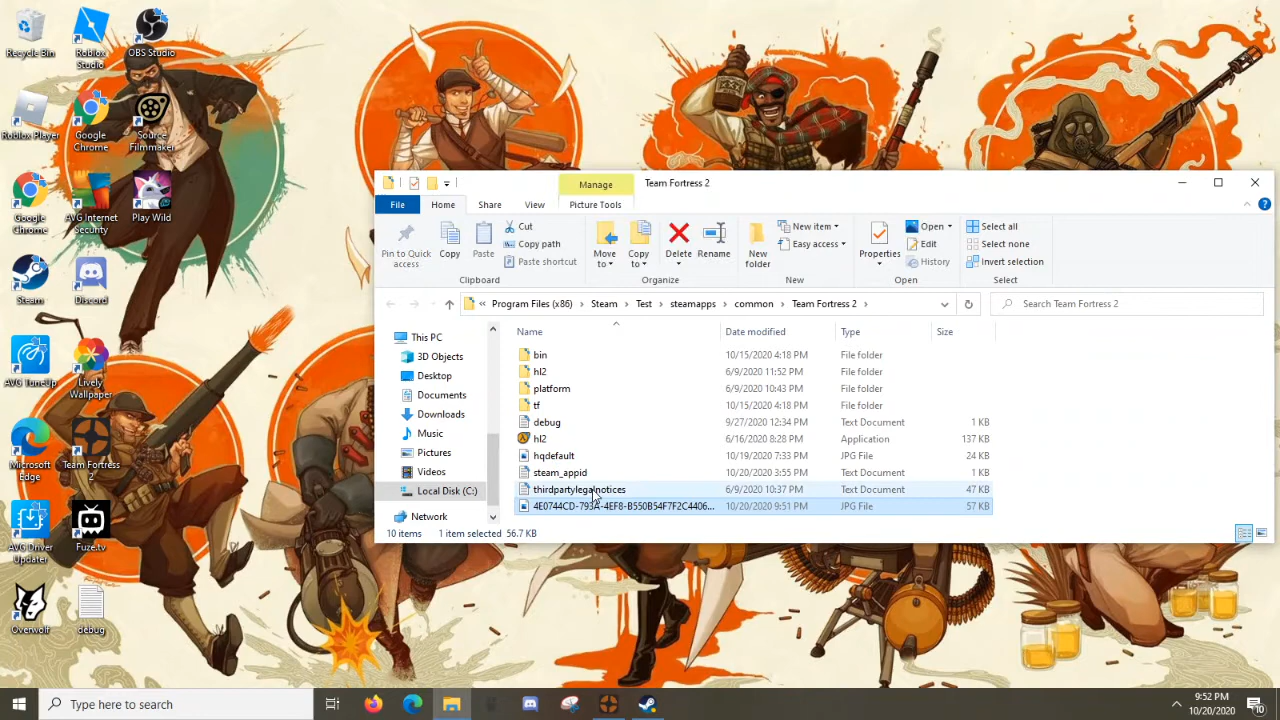 Recycle Bin
Roblox Studio
OBS Studio
Roblox Player
Google Chrome
Source Filmmaker
Google Chrome
AVG Internet Security
Play Wild
Steam
Discord
AVG TuneUp
Lively Wallpaper
Microsoft Edge
Team Fortress 2
AVG Driver Updater
Fuze.tv
Overwolf
debug
XXX
Manage
Team Fortress 2
File
Home
Share
View
Picture Tools
Pin to Quick access
Copy
Paste
Cut
Copy path
Paste shortcut
Clipboard
Move to
Copy to
Delete
Rename
Organize
New folder
New item
Easy access
New
Properties
Open
Edit
History
Open
Select all
Select none
Invert selection
Select
« Program Files (x86) > Steam > Test > steamapps > common > Team Fortress 2 >
Search Team Fortress 2
This PC
3D Objects
Desktop
Documents
Downloads
Music
Pictures
Videos
Local Disk (C:)
Network
Name Date modified Type Size
bin 10/15/2020 4:18 PM File folder
hl2 6/9/2020 11:52 PM File folder
platform 6/9/2020 10:43 PM File folder
tf 10/15/2020 4:18 PM File folder
debug 9/27/2020 12:34 PM Text Document 1 KB
hl2 6/16/2020 8:28 PM Application 137 KB
hqdefault 10/19/2020 7:33 PM JPG File 24 KB
steam_appid 10/20/2020 3:55 PM Text Document 1 KB
thirdpartylegalnotices 6/9/2020 10:37 PM Text Document 47 KB
4E0744CD-793A-4EF8-B550B54F7F2C4406... 10/20/2020 9:51 PM JPG File 57 KB
10 items 1 item selected 56.7 KB
Type here to search
9:52 PM
10/20/2020
10